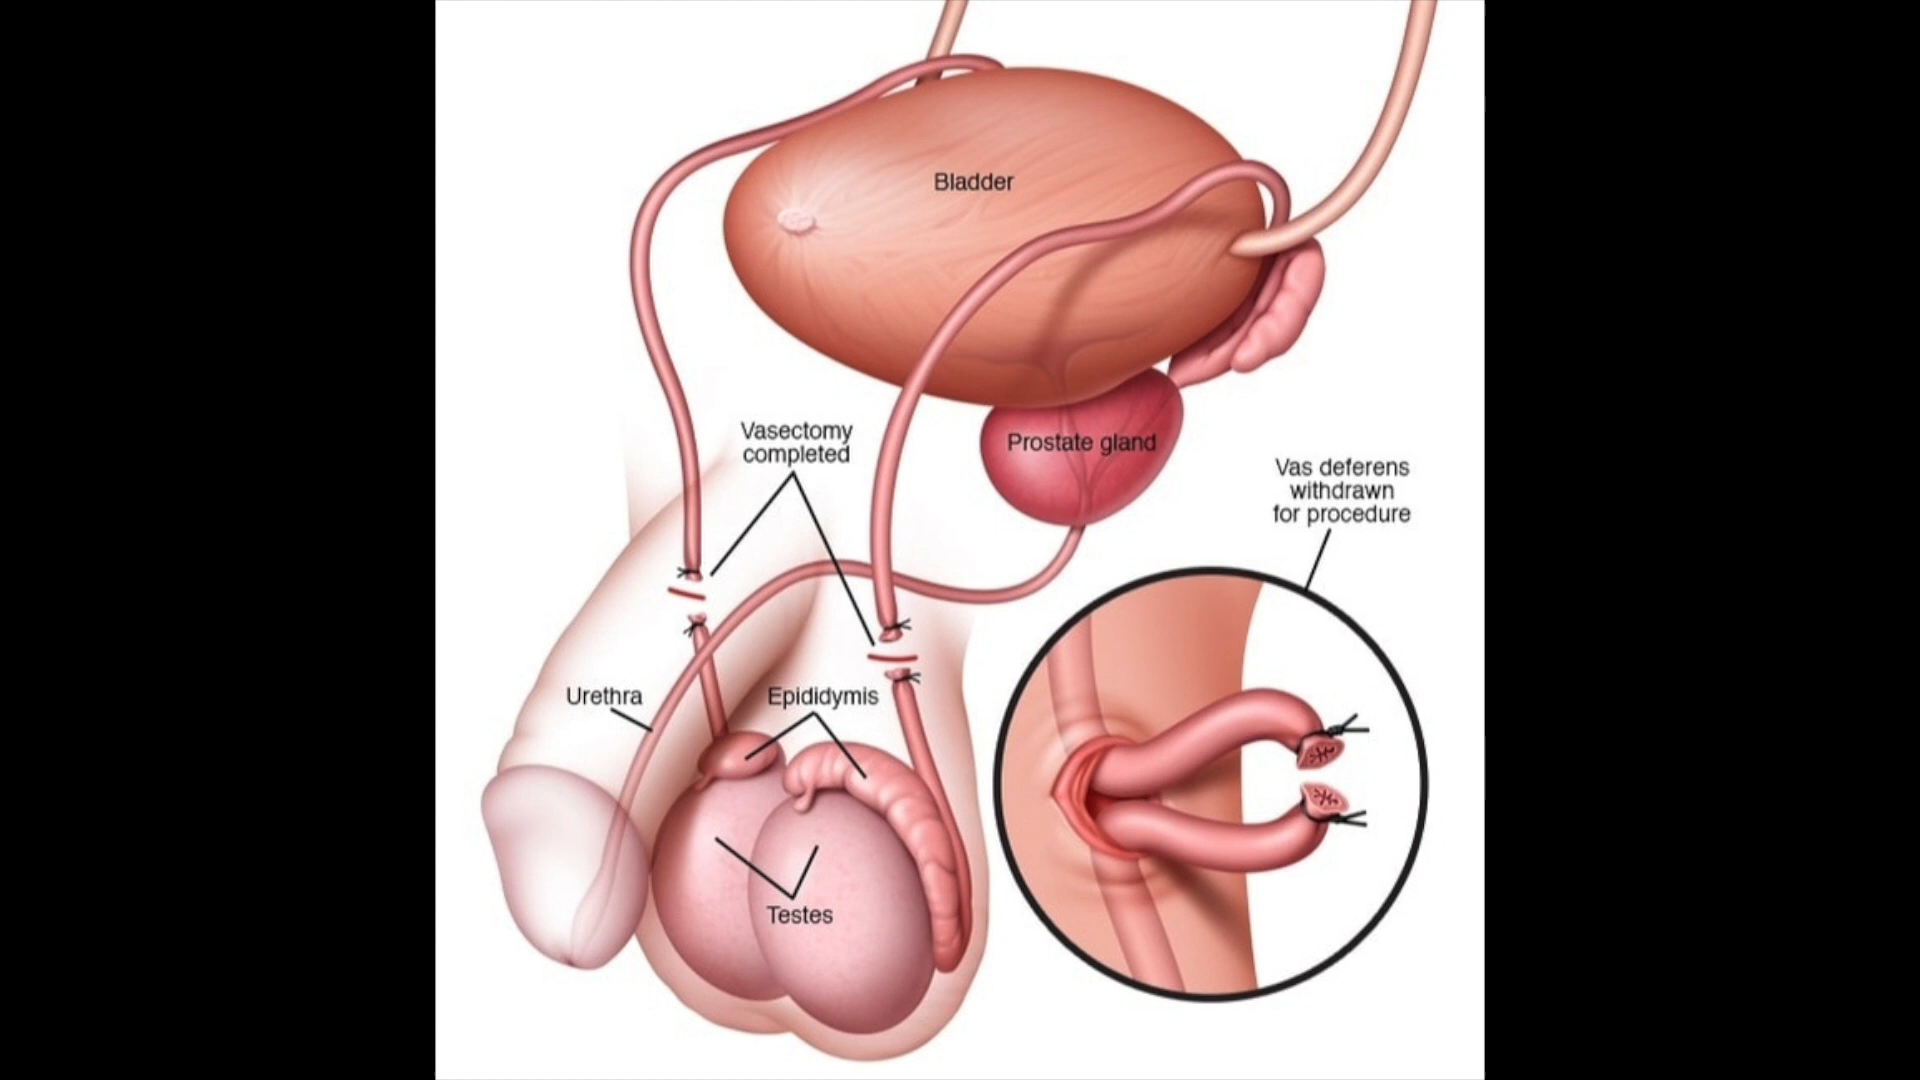 Bladder
Vasectomy
completed
Prostate gland
Vas deferens
withdrawn
for procedure
Urethra
Epididymis
Testes